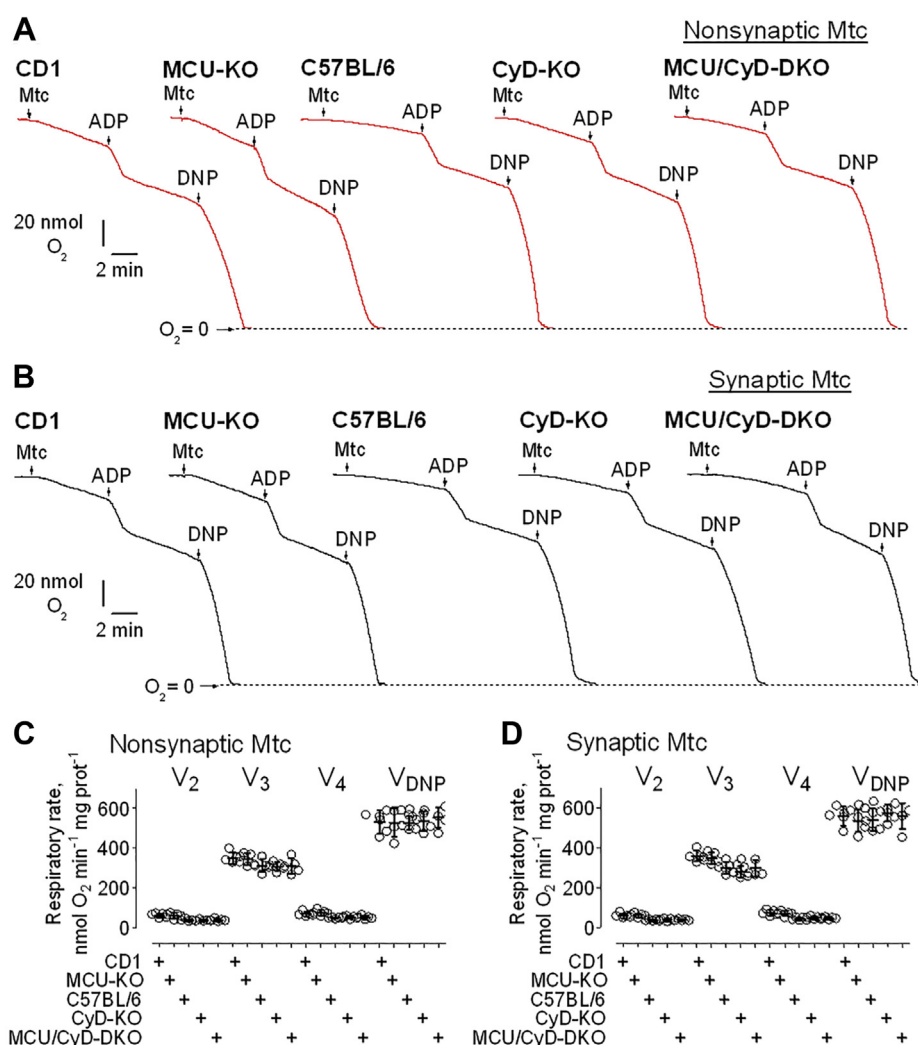 A
Nonsynaptic Mtc
CD1 MCU-KO C57BL/6 CyD-KO MCU/CyD-DKO
Mtc Mtc Mtc Mtc Mtc
ADP ADP ADP ADP ADP
DNP DNP DNP DNP DNP
20 nmol
O₂
2 min
O₂= 0
B
Synaptic Mtc
CD1 MCU-KO C57BL/6 CyD-KO MCU/CyD-DKO
Mtc Mtc Mtc Mtc Mtc
ADP ADP ADP ADP ADP
DNP DNP DNP DNP DNP
20 nmol
O₂
2 min
O₂= 0
C
Nonsynaptic Mtc
V₂ V₃ V₄ V_DNP
Respiratory rate,
nmol O₂ min⁻¹ mg prot⁻¹
600
400
200
0
+ + + + CD1
+ + + + MCU-KO
+ + + + C57BL/6
+ + + + CyD-KO
+ + + + MCU/CyD-DKO
D
Synaptic Mtc
V₂ V₃ V₄ V_DNP
Respiratory rate,
nmol O₂ min⁻¹ mg prot⁻¹
600
400
200
0
+ + + + CD1
+ + + + MCU-KO
+ + + + C57BL/6
+ + + + CyD-KO
+ + + + MCU/CyD-DKO